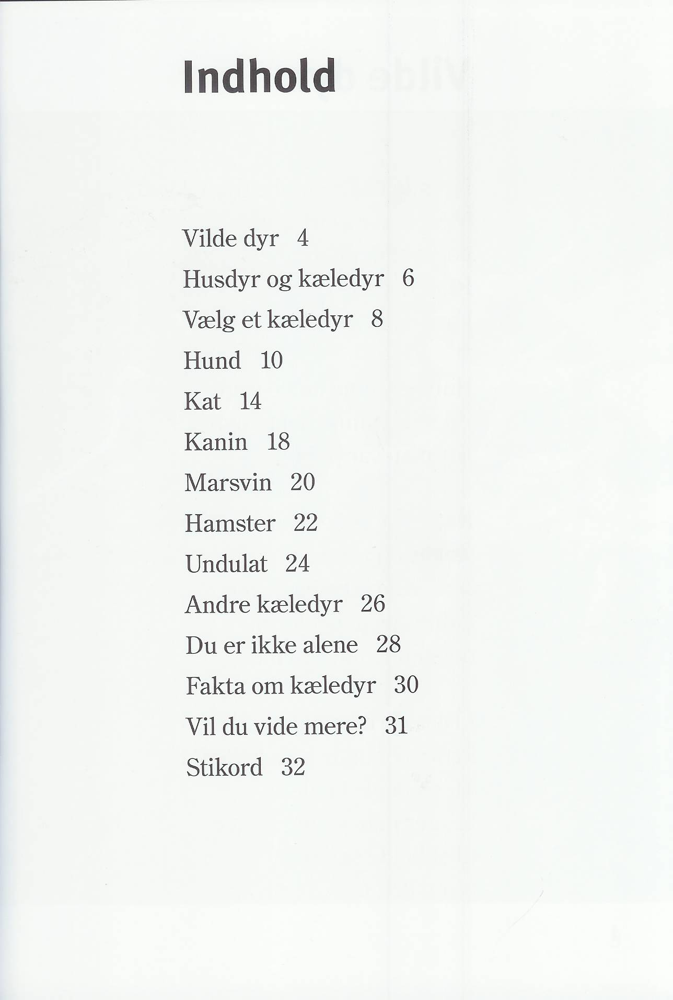 Indhold
Vilde dyr 4
Husdyr og kæledyr 6
Vælg et kæledyr 8
Hund 10
Kat 14
Kanin 18
Marsvin 20
Hamster 22
Undulat 24
Andre kæledyr 26
Du er ikke alene 28
Fakta om kæledyr 30
Vil du vide mere? 31
Stikord 32